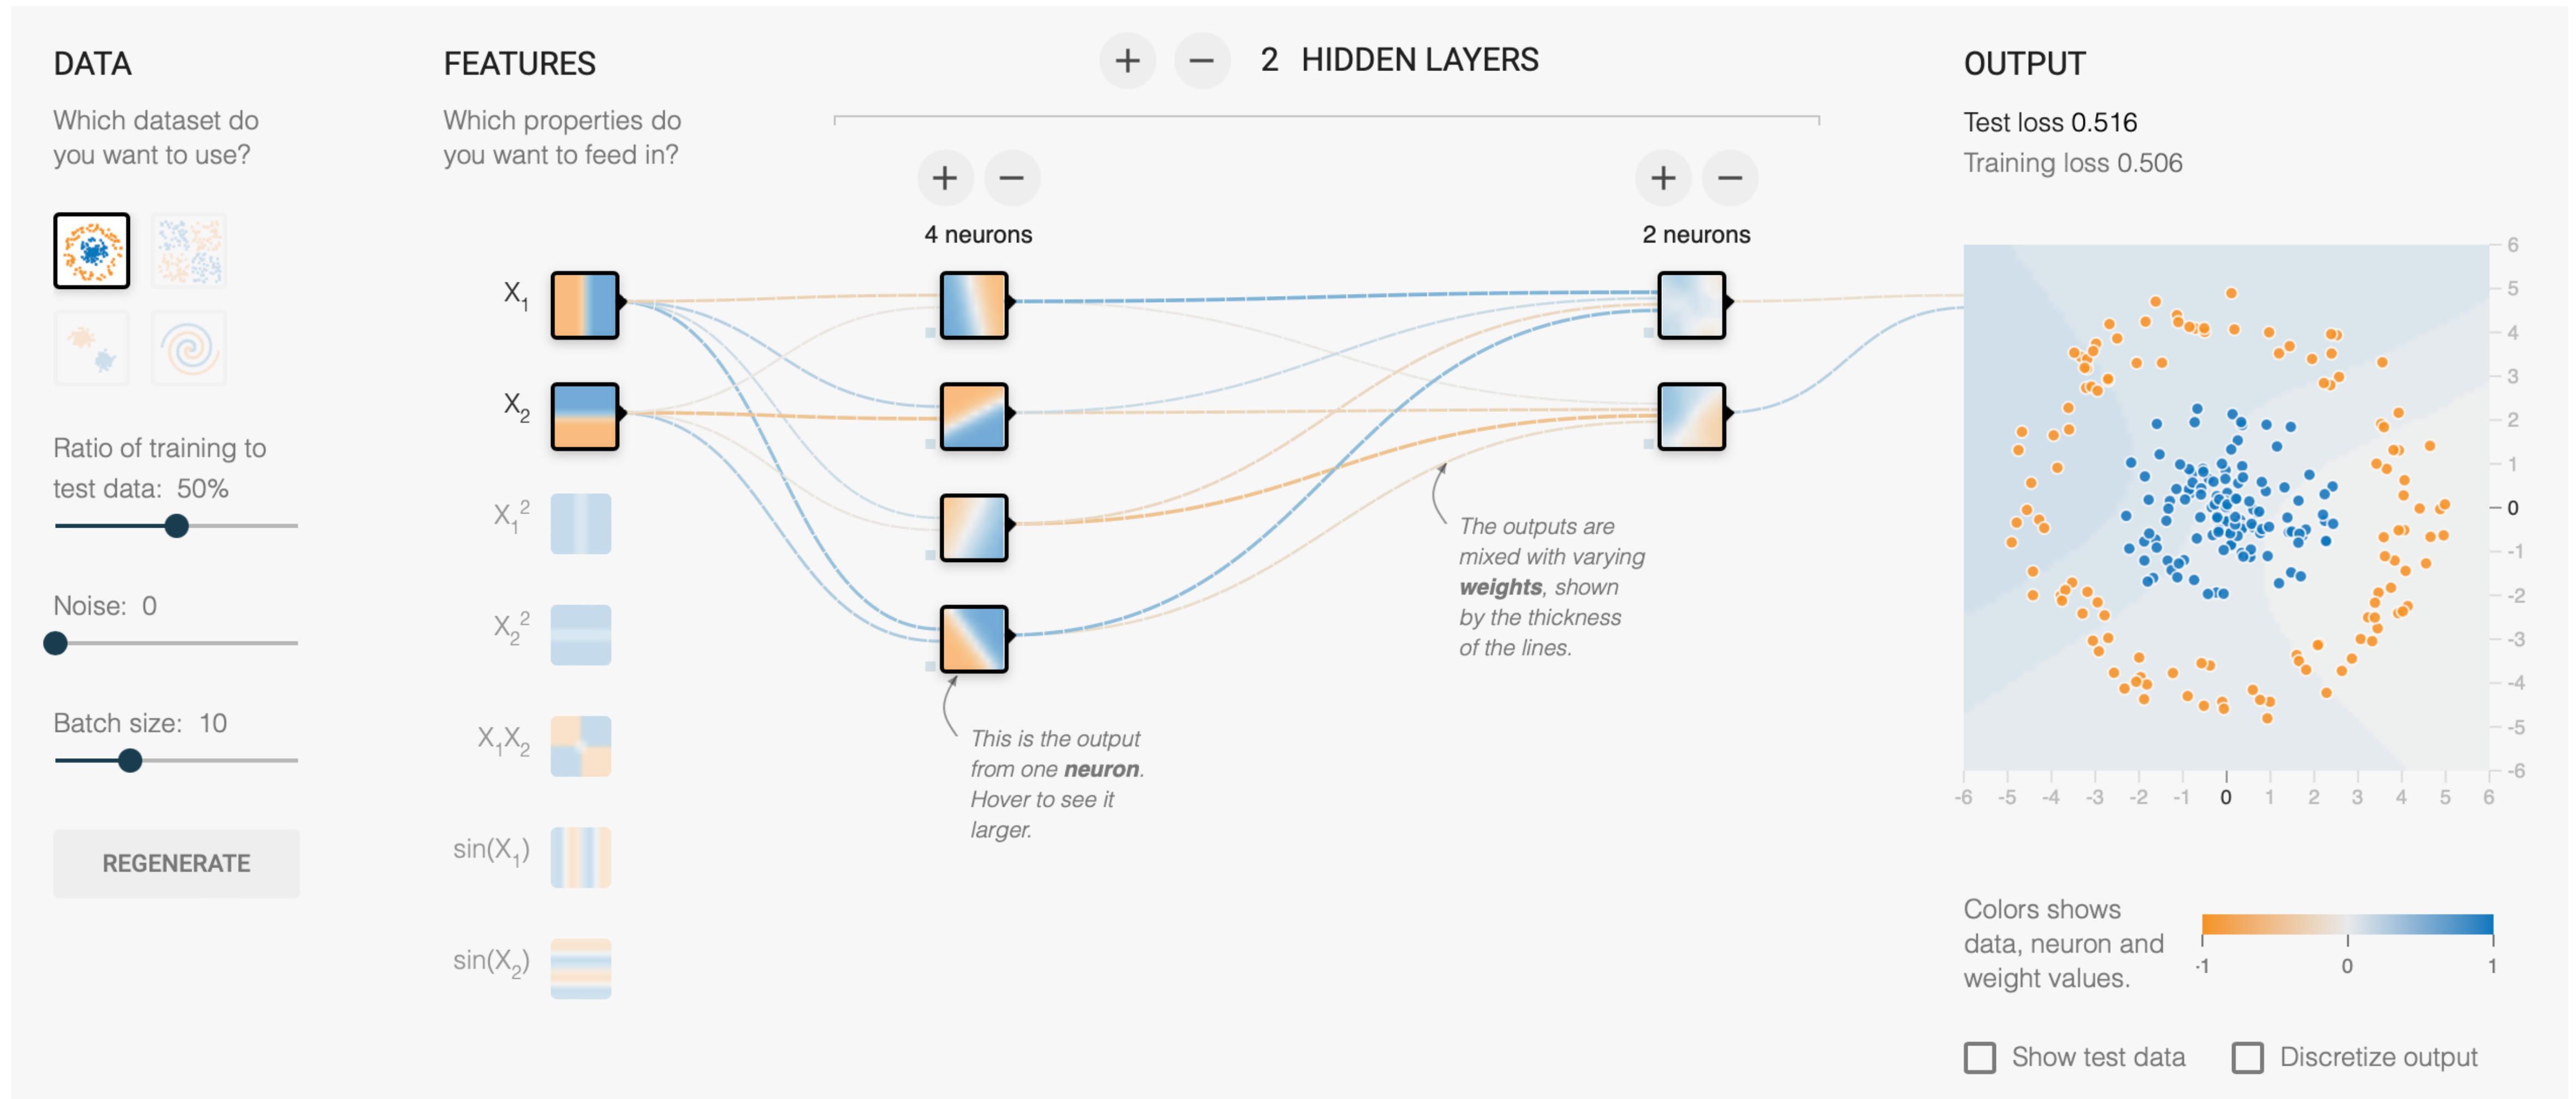 DATA
Which dataset do
you want to use?
Ratio of training to
test data: 50%
Noise: 0
Batch size: 10
REGENERATE
FEATURES
Which properties do
you want to feed in?
X1
X2
X1²
X2²
X1X2
sin(X1)
sin(X2)
+ − 2 HIDDEN LAYERS
+ −
4 neurons
+ −
2 neurons
The outputs are
mixed with varying
weights, shown
by the thickness
of the lines.
This is the output
from one neuron.
Hover to see it
larger.
OUTPUT
Test loss 0.516
Training loss 0.506
6
5
4
3
2
1
0
-1
-2
-3
-4
-5
-6
-6 -5 -4 -3 -2 -1 0 1 2 3 4 5 6
Colors shows
data, neuron and
weight values.
-1 0 1
Show test data
Discretize output